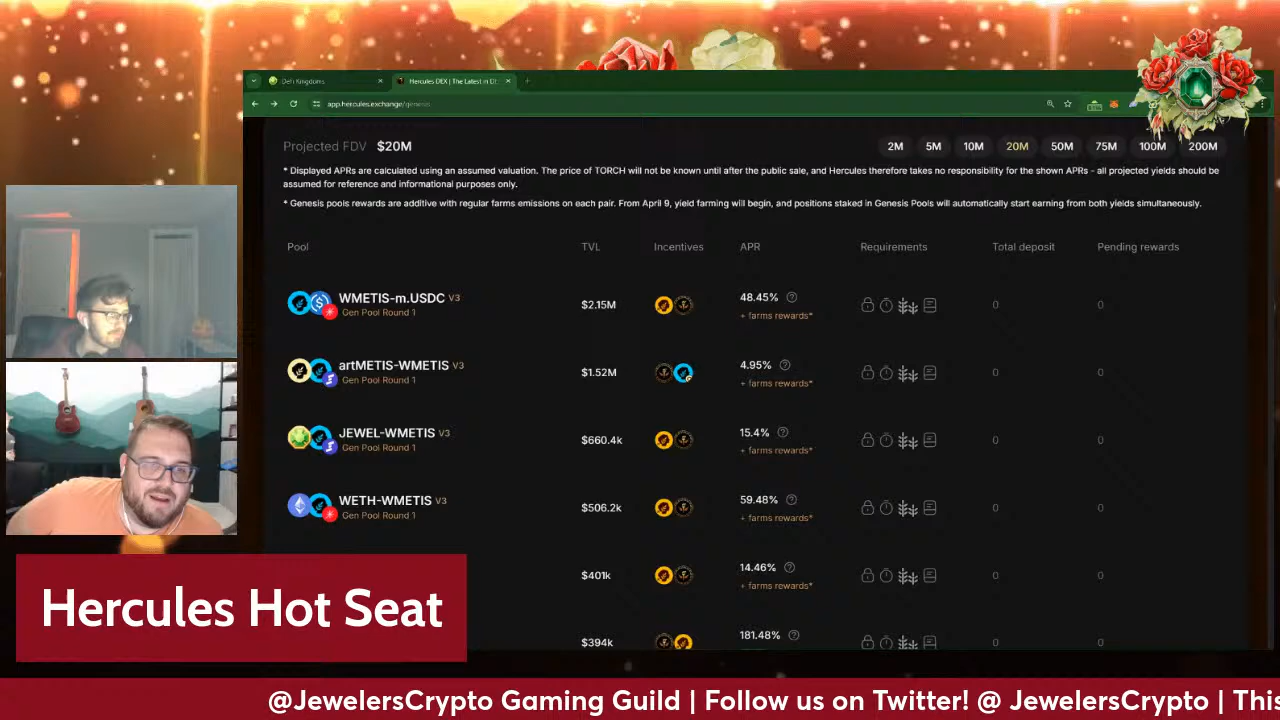 Defi Kingdoms
Hercules DEX | The Latest in DE
app.hercules.exchange/genesis
Projected FDV $20M
2M 5M 10M 20M 50M 75M 100M 200M
* Displayed APRs are calculated using an assumed valuation. The price of TORCH will not be known until after the public sale, and Hercules therefore takes no responsibility for the shown APRs - all projected yields should be
assumed for reference and informational purposes only.
* Genesis pools rewards are additive with regular farms emissions on each pair. From April 9, yield farming will begin, and positions staked in Genesis Pools will automatically start earning from both yields simultaneously.
Pool TVL Incentives APR Requirements Total deposit Pending rewards
WMETIS-m.USDC V3
Gen Pool Round 1
$2.15M
48.45%
+ farms rewards*
0 0
artMETIS-WMETIS V3
Gen Pool Round 1
$1.52M
4.95%
+ farms rewards*
0 0
JEWEL-WMETIS V3
Gen Pool Round 1
$660.4k
15.4%
+ farms rewards*
0 0
WETH-WMETIS V3
Gen Pool Round 1
$506.2k
59.48%
+ farms rewards*
0 0
$401k
14.46%
+ farms rewards*
0 0
$394k
181.48%
0 0
Hercules Hot Seat
@JewelersCrypto Gaming Guild | Follow us on Twitter! @ JewelersCrypto | This